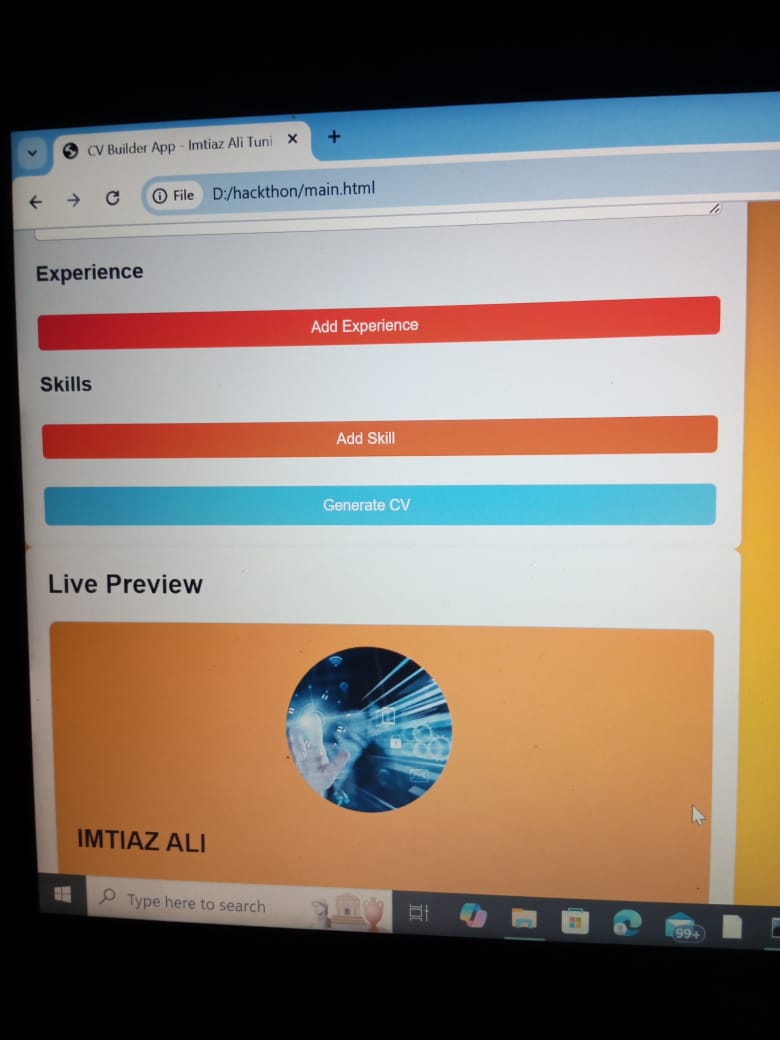 CV Builder App - Imtiaz Ali Tuni
File
D:/hackthon/main.html
Experience
Add Experience
Skills
Add Skill
Generate CV
Live Preview
IMTIAZ ALI
Type here to search
99+